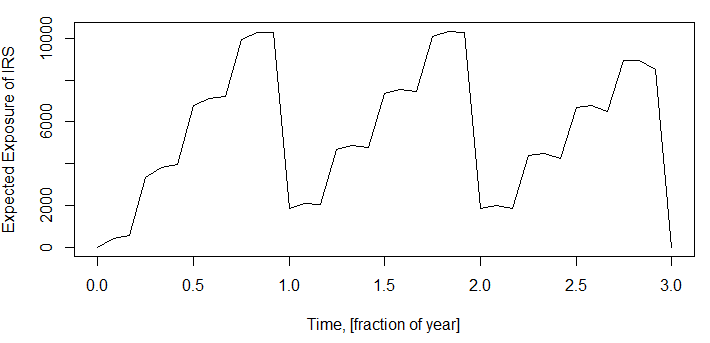 Expected Exposure of IRS
10000
6000
2000
0
0.0 0.5 1.0 1.5 2.0 2.5 3.0
Time, [fraction of year]